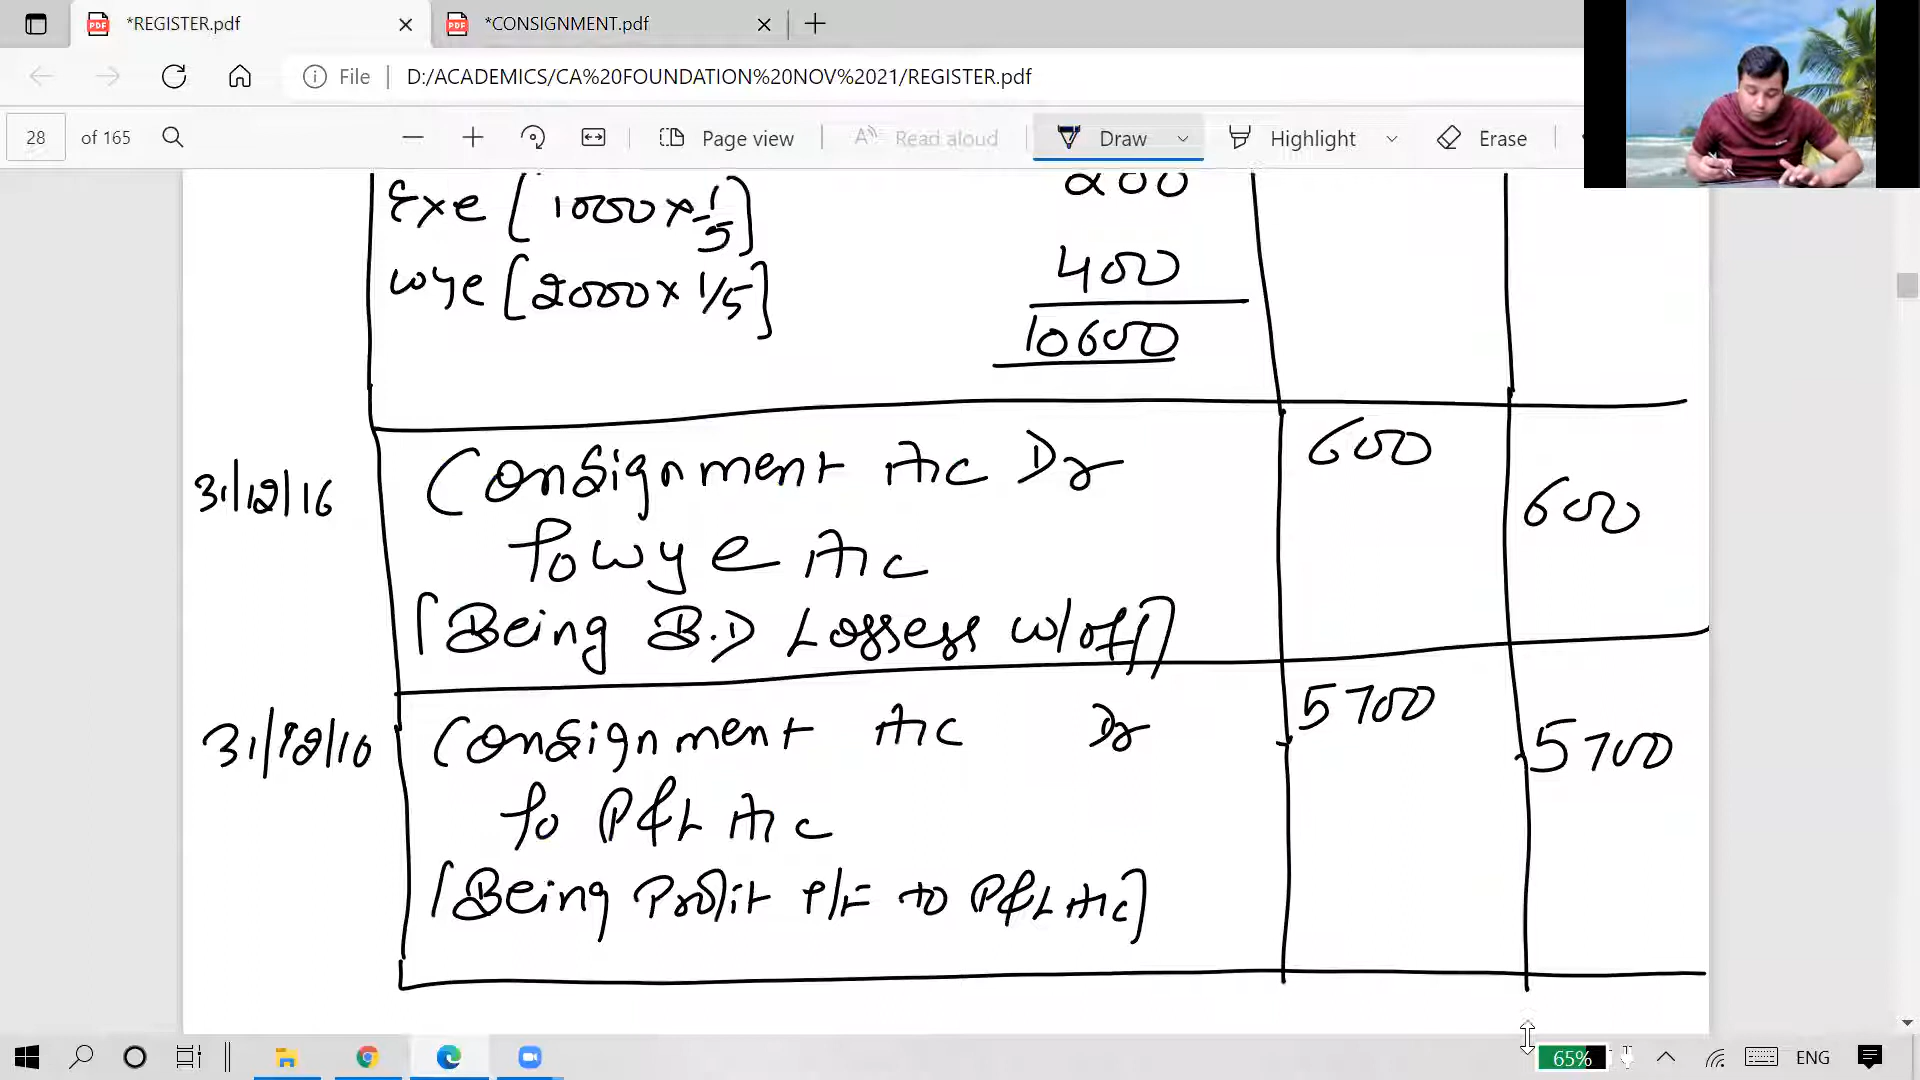 *REGISTER.pdf
*CONSIGNMENT.pdf
File
D:/ACADEMICS/CA%20FOUNDATION%20NOV%2021/REGISTER.pdf
28 of 165
Page view
Read aloud
Draw
Highlight
Erase
Exe [1000 x 1/5] 200
Wye [2000 x 1/5] 400
10600
31/12/16 Consignment A/c Dr 600
To Wye A/c 600
[Being B.D Lossess w/off]
31/12/16 Consignment A/c Dr 5700
To P&L A/c 5700
[Being Profit t/f to P&L A/c]
65%
ENG